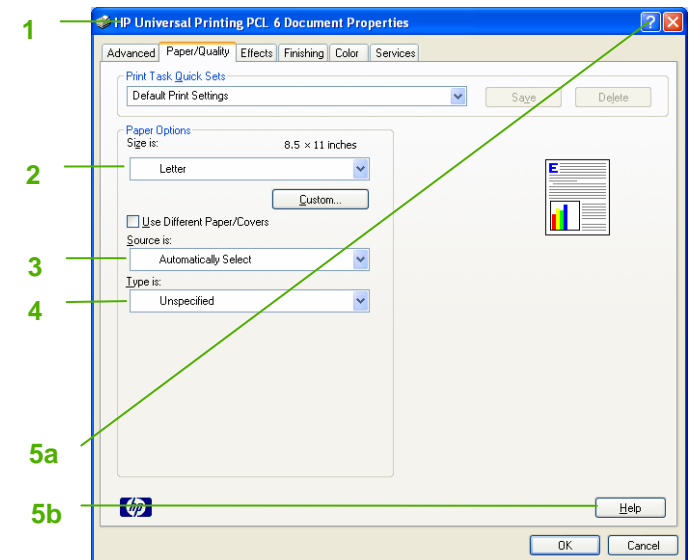 1
HP Universal Printing PCL 6 Document Properties
?
Advanced Paper/Quality Effects Finishing Color Services
Print Task Quick Sets
Default Print Settings Save Delete
Paper Options
Size is: 8.5 × 11 inches
2 Letter
E
Custom...
Use Different Paper/Covers
Source is:
3 Automatically Select
Type is:
4 Unspecified
5a
5b hp Help
OK Cancel